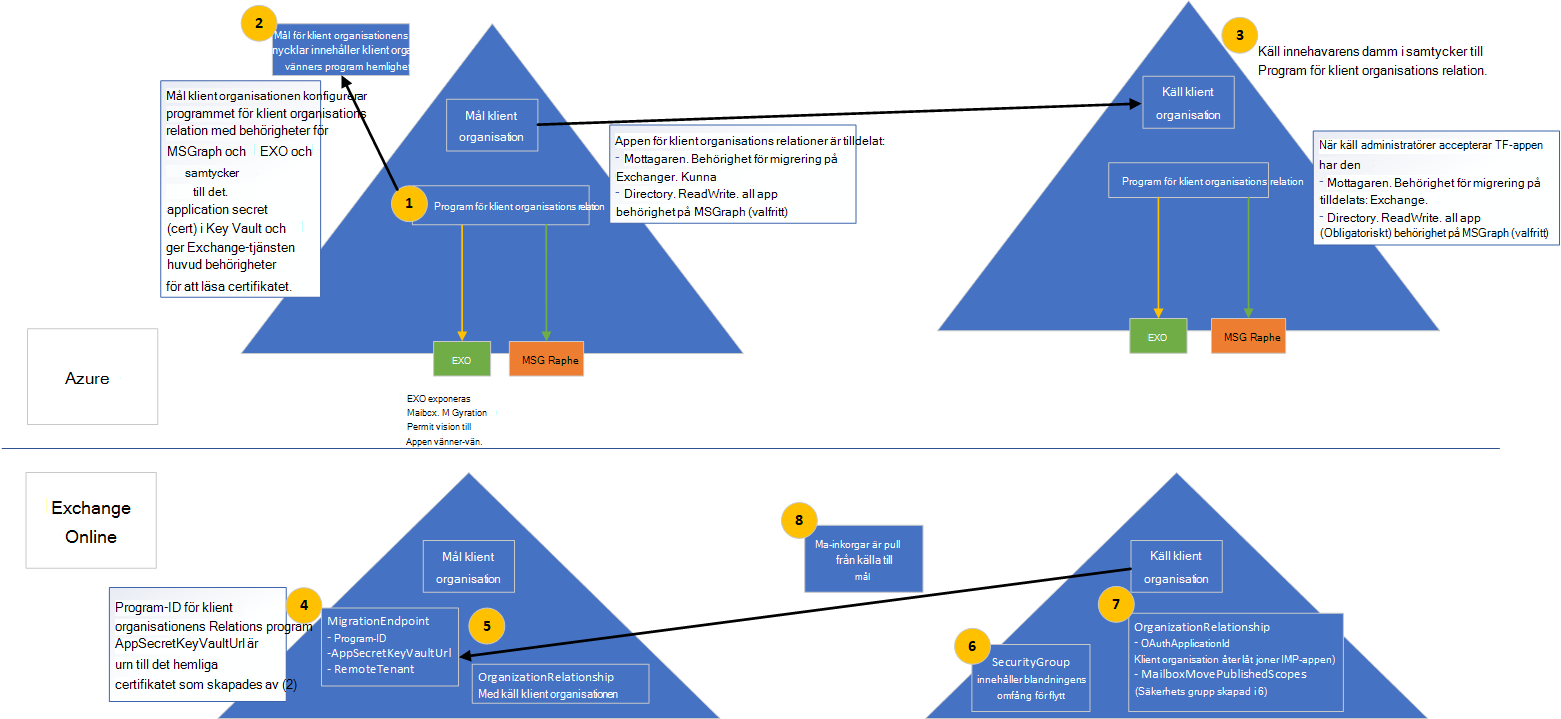 2
Mål för klient organisationens
nycklar innehåller klient orga
vänners program hemlighet
Mål klient organisationen konfigurerar
programmet för klient organisations
relation med behörigheter för
MSGraph och EXO och
samtycker
till det.
application secret
(cert) i Key Vault och
ger Exchange-tjänsten
huvud behörigheter
för att läsa certifikatet.
Mål klient
organisation
1
Program för klient organisations relation
Appen för klient organisations relationer är tilldelat:
- Mottagaren. Behörighet för migrering på
Exchanger. Kunna
- Directory. ReadWrite. all app
behörighet på MSGraph (valfritt)
EXO
MSG Raphe
EXO exponeras
Maibcx. M Gyration
Permit vision till
Appen vänner-vän.
3
Käll innehavarens damm i samtycker till
Program för klient organisations relation.
Käll klient
organisation
Program för klient organisations relation
När käll administratörer accepterar TF-appen
har den
- Mottagaren. Behörighet för migrering på
tilldelats: Exchange.
- Directory. ReadWrite. all app
(Obligatoriskt) behörighet på MSGraph (valfritt)
EXO
MSG Raphe
Azure
Exchange
Online
Mål klient
organisation
Program-ID för klient
organisationens Relations program
AppSecretKeyVaultUrl är
urn till det hemliga
certifikatet som skapades av (2)
4
MigrationEndpoint
- Program-ID
-AppSecretKeyVaultUrl
- RemoteTenant
5
OrganizationRelationship
Med käll klient organisationen
8
Ma-inkorgar är pull
från källa till
mål
Käll klient
organisation
6
SecurityGroup
innehåller blandningens
omfång för flytt
7
OrganizationRelationship
- OAuthApplicationId
Klient organisation åter låt joner IMP-appen)
- MailboxMovePublishedScopes
(Säkerhets grupp skapad i 6)